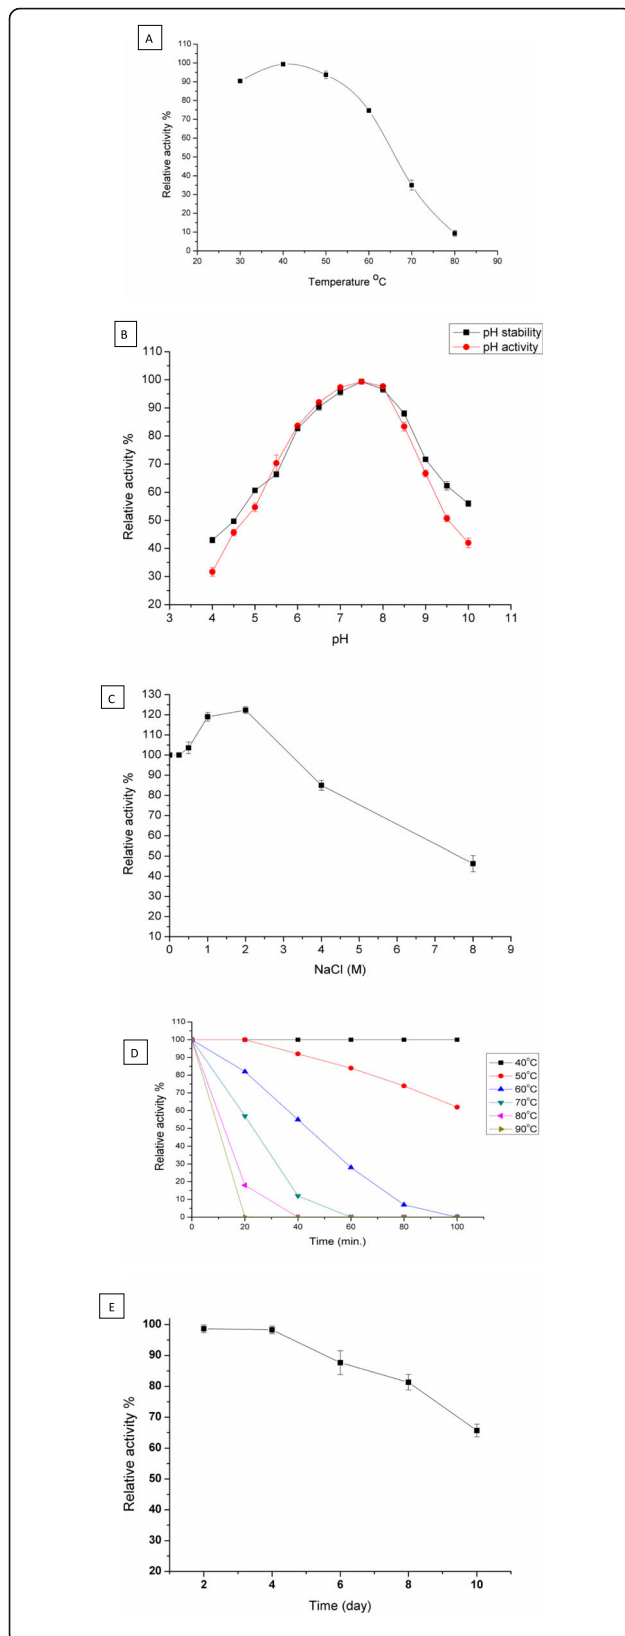 A
110
100
90
80
70
60
50
40
30
20
10
0
Relative activity %
20 30 40 50 60 70 80 90
Temperature °C
B
pH stability
pH activity
110
100
90
80
70
60
50
40
30
20
Relative activity %
3 4 5 6 7 8 9 10 11
pH
C
130
120
110
100
90
80
70
60
50
40
30
20
10
Relative activity %
0 1 2 3 4 5 6 7 8 9
NaCl (M)
D
110
100
90
80
70
60
50
40
30
20
10
0
Relative activity %
0 20 40 60 80 100
Time (min.)
40°C
50°C
60°C
70°C
80°C
90°C
E
100
90
80
70
60
50
40
30
20
Relative activity %
2 4 6 8 10
Time (day)